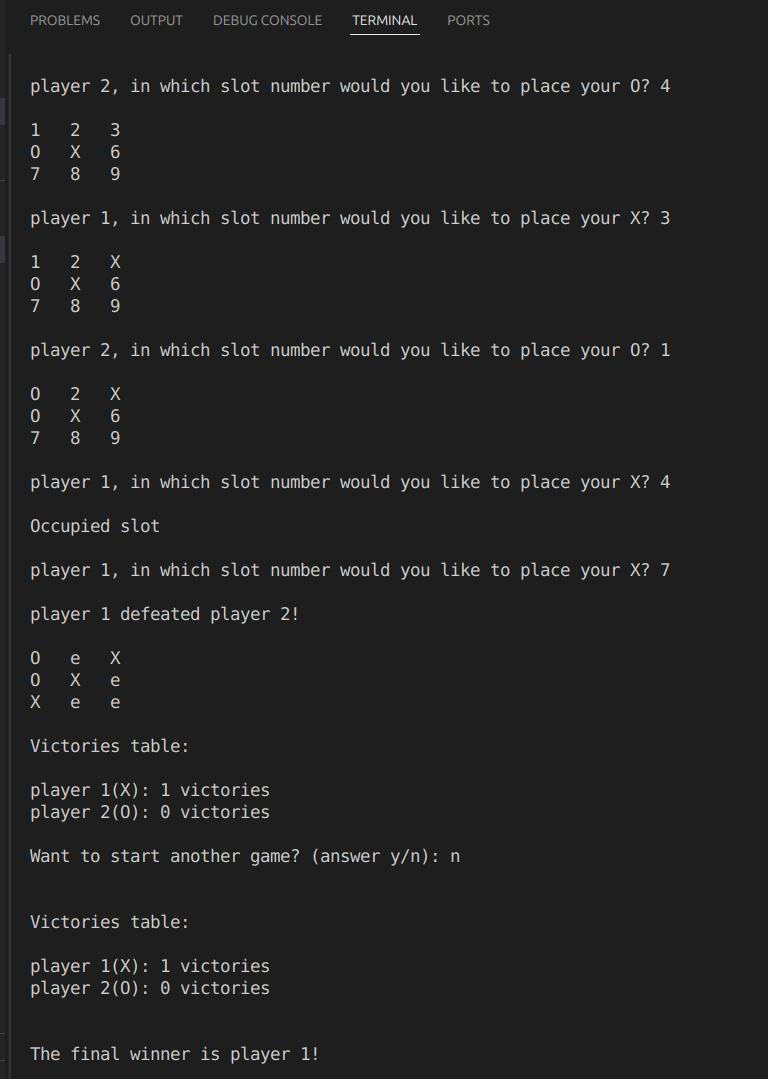 PROBLEMS OUTPUT DEBUG CONSOLE TERMINAL PORTS
player 2, in which slot number would you like to place your O? 4
1 2 3
O X 6
7 8 9
player 1, in which slot number would you like to place your X? 3
1 2 X
O X 6
7 8 9
player 2, in which slot number would you like to place your O? 1
O 2 X
O X 6
7 8 9
player 1, in which slot number would you like to place your X? 4
Occupied slot
player 1, in which slot number would you like to place your X? 7
player 1 defeated player 2!
O e X
O X e
X e e
Victories table:
player 1(X): 1 victories
player 2(O): 0 victories
Want to start another game? (answer y/n): n
Victories table:
player 1(X): 1 victories
player 2(O): 0 victories
The final winner is player 1!